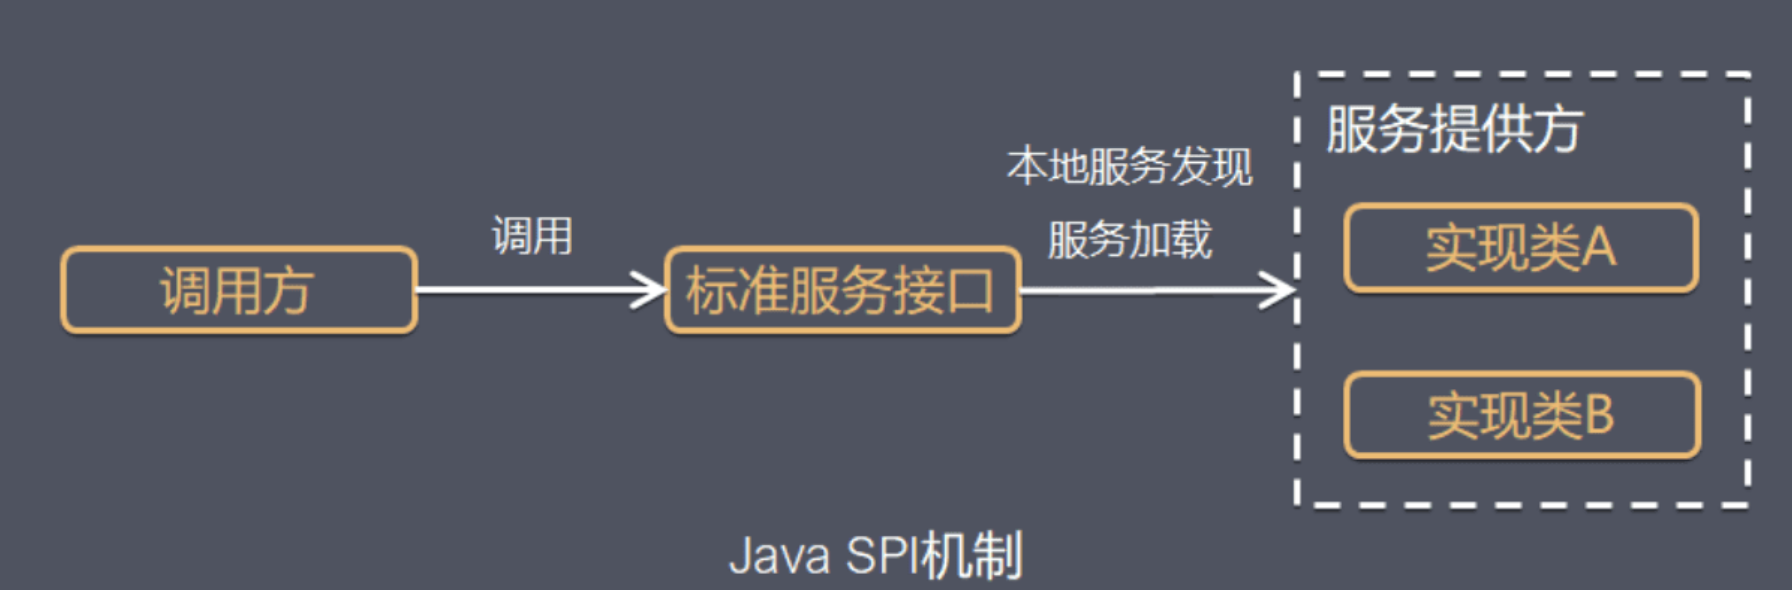 调用方
调用
标准服务接口
本地服务发现
服务加载
服务提供方
实现类A
实现类B
Java SPI机制